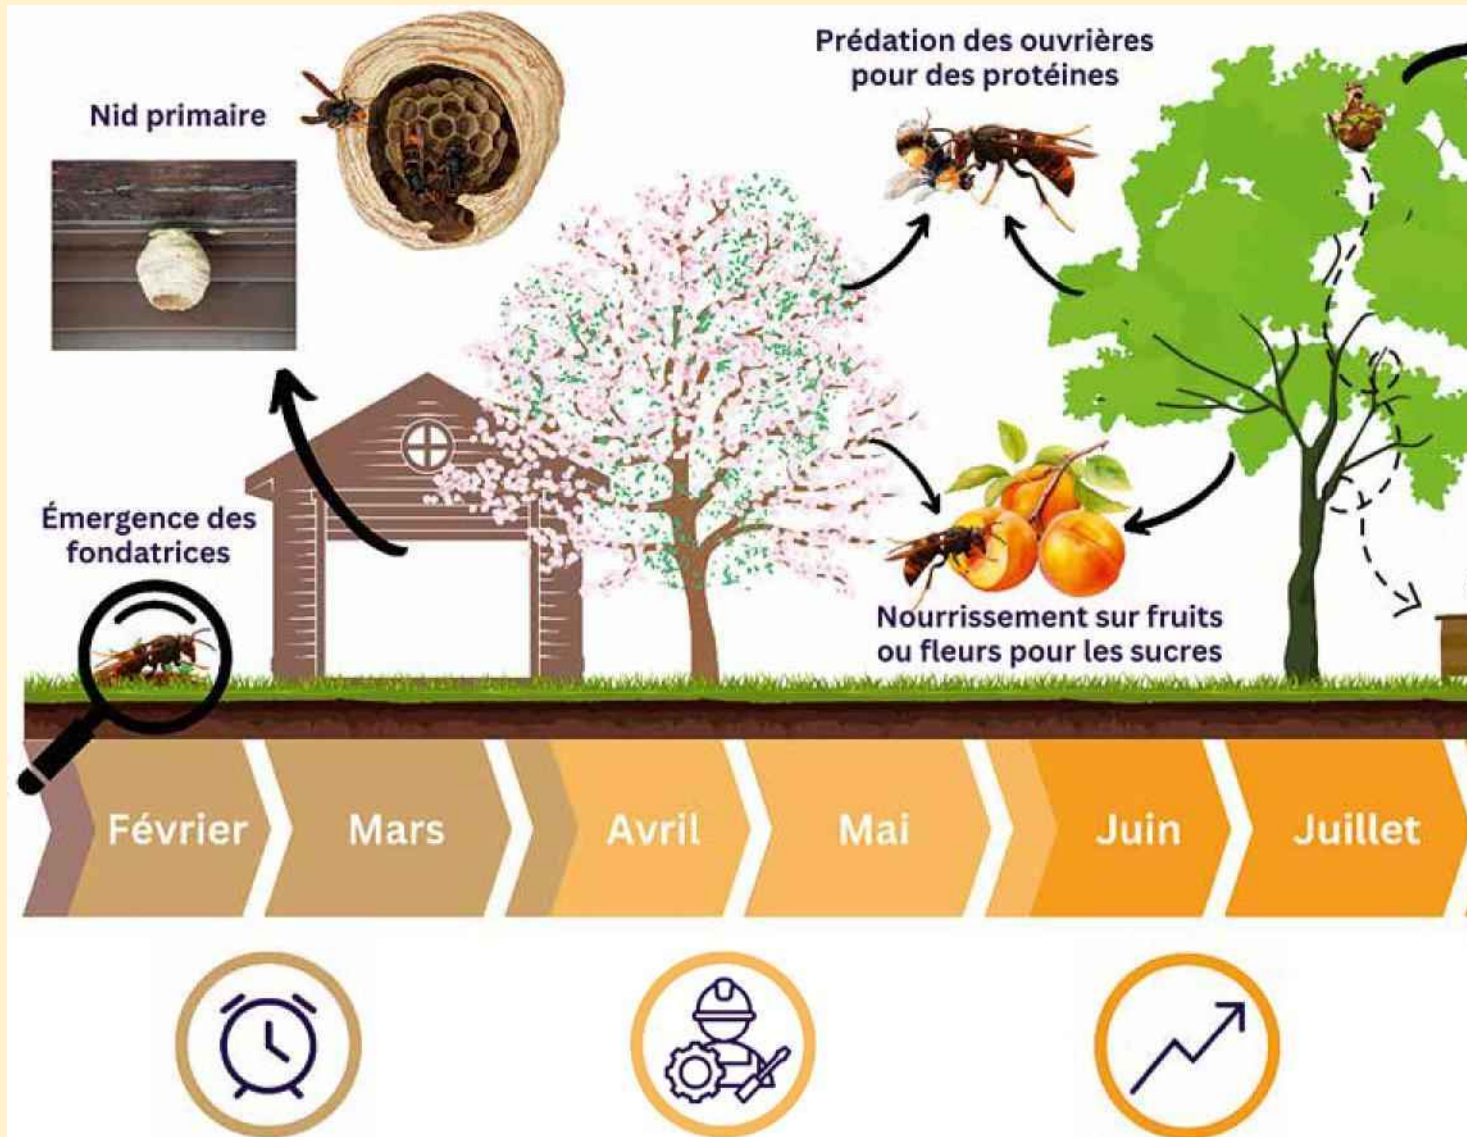 Prédation des ouvrières
pour des protéines
Nid primaire
Émergence des
fondatrices
Nourrissement sur fruits
ou fleurs pour les sucres
Février
Mars
Avril
Mai
Juin
Juillet